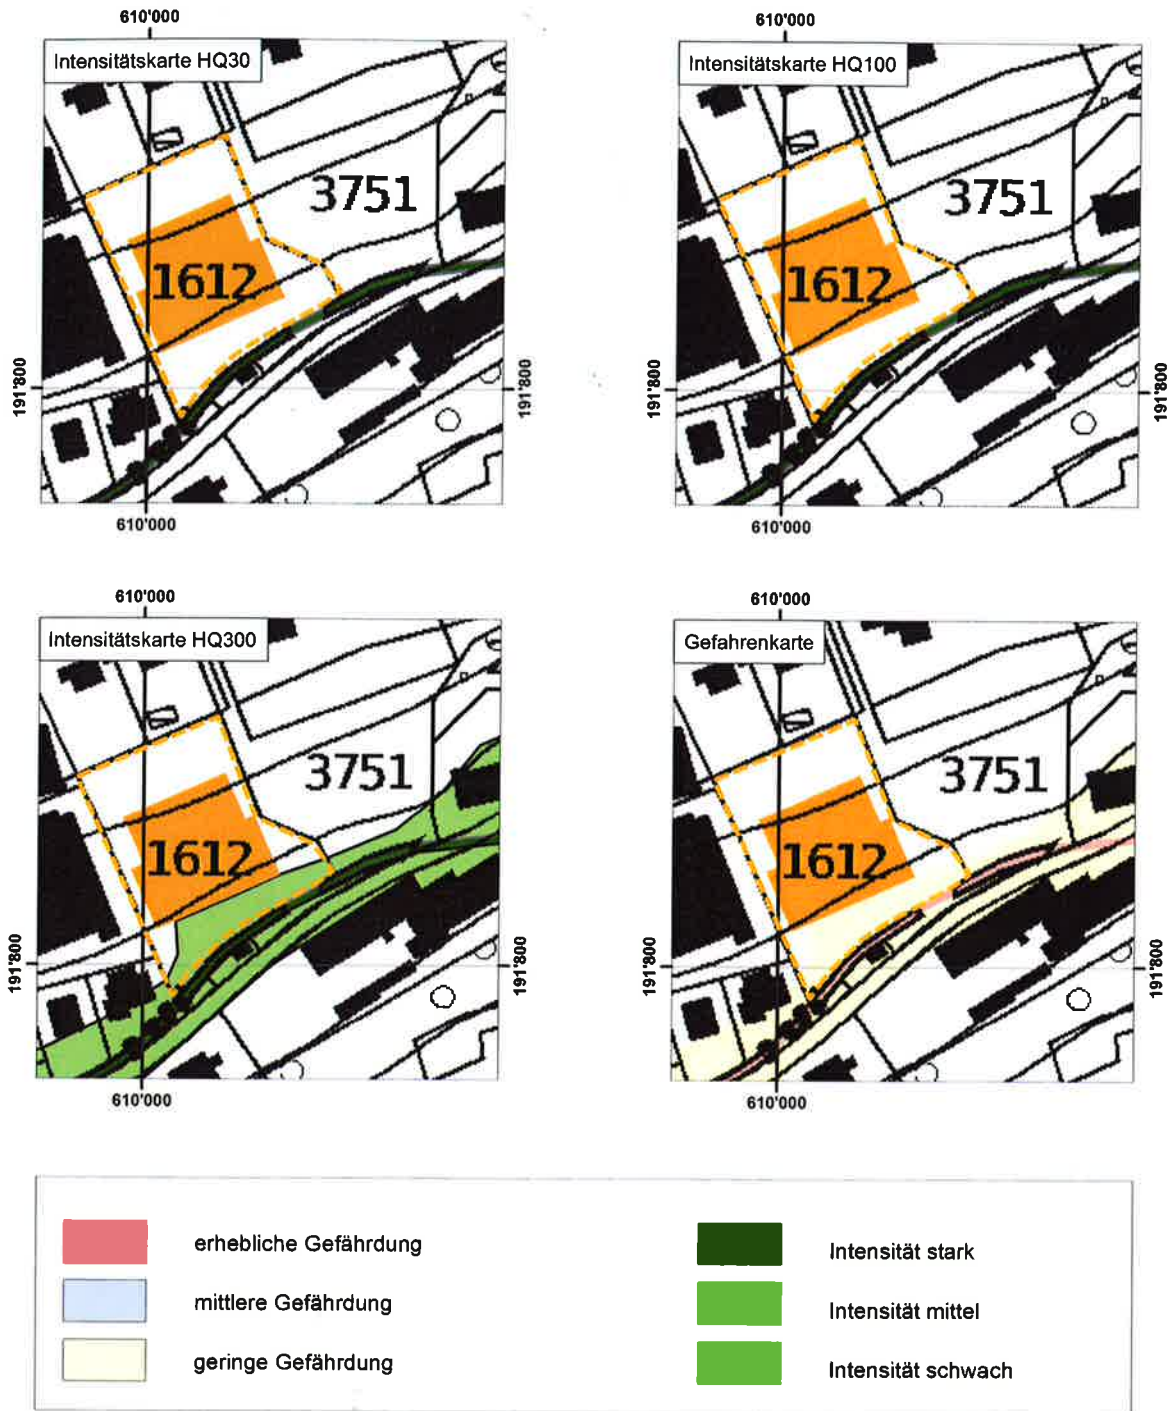 610'000
610'000
Intensitätskarte HQ30
Intensitätskarte HQ100
3751
3751
1612
1612
191'800
191'800
191'800
191'800
610'000
610'000
610'000
610'000
Intensitätskarte HQ300
Gefahrenkarte
3751
3751
1612
1612
191'800
191'800
191'800
191'800
610'000
610'000
erhebliche Gefährdung
Intensität stark
mittlere Gefährdung
Intensität mittel
geringe Gefährdung
Intensität schwach